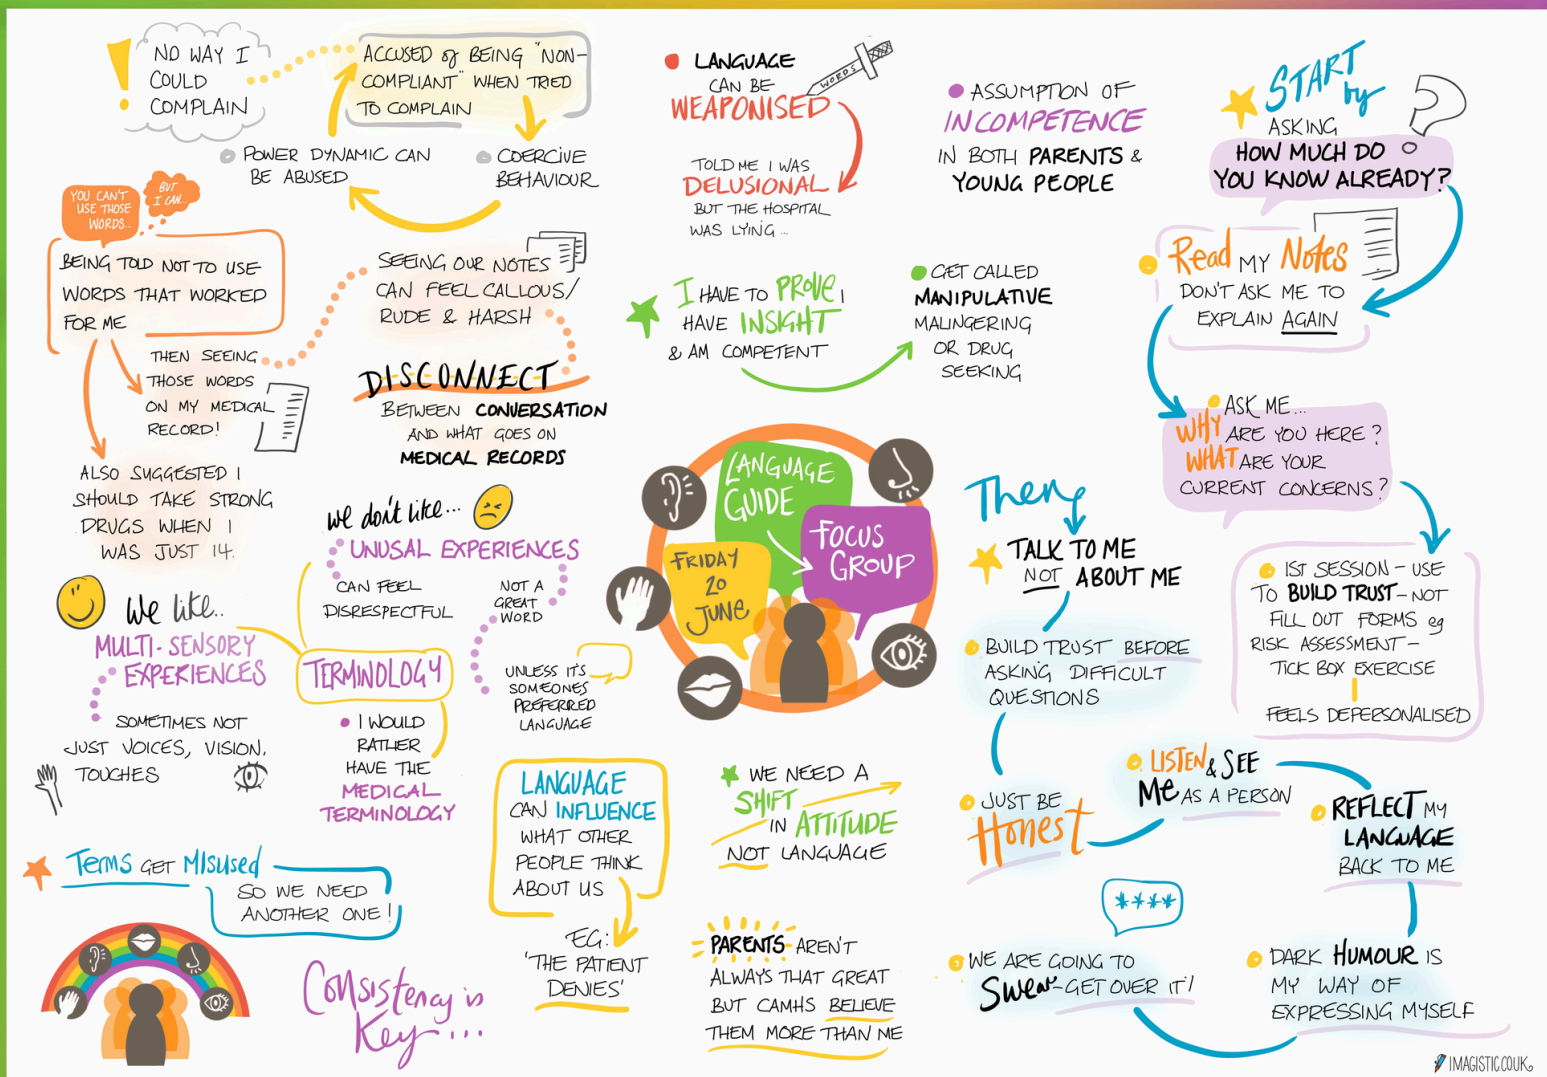 NO WAY I
COULD
COMPLAIN
ACCUSED of BEING "NON-
COMPLIANT" WHEN TRIED
TO COMPLAIN
POWER DYNAMIC CAN
BE ABUSED
COERCIVE
BEHAVIOUR
YOU CAN'T
USE THOSE
WORDS...
BUT
I CAN...
BEING TOLD NOT TO USE
WORDS THAT WORKED
FOR ME
THEN SEEING
THOSE WORDS
ON MY MEDICAL
RECORD!
ALSO SUGGESTED I
SHOULD TAKE STRONG
DRUGS WHEN I
WAS JUST 14.
SEEING OUR NOTES
CAN FEEL CALLOUS/
RUDE & HARSH
DISCONNECT
BETWEEN CONVERSATION
AND WHAT GOES ON
MEDICAL RECORDS
LANGUAGE
CAN BE
WEAPONISED
WORDS
TOLD ME I WAS
DELUSIONAL
BUT THE HOSPITAL
WAS LYING...
I HAVE TO PROVE I
HAVE INSIGHT
& AM COMPETENT
GET CALLED
MANIPULATIVE
MALINGERING
OR DRUG
SEEKING
ASSUMPTION OF
INCOMPETENCE
IN BOTH PARENTS &
YOUNG PEOPLE
START
by
ASKING
HOW MUCH DO
YOU KNOW ALREADY?
Read MY Notes
DON'T ASK ME TO
EXPLAIN AGAIN
ASK ME...
WHY ARE YOU HERE?
WHAT ARE YOUR
CURRENT CONCERNS?
1ST SESSION - USE
TO BUILD TRUST - NOT
FILL OUT FORMS eg
RISK ASSESSMENT -
TICK BOX EXERCISE
FEELS DEPERSONALISED
Then
TALK TO ME
NOT ABOUT ME
BUILD TRUST BEFORE
ASKING DIFFICULT
QUESTIONS
JUST BE
Honest
LISTEN & SEE
Me AS A PERSON
REFLECT MY
LANGUAGE
BACK TO ME
DARK HUMOUR IS
MY WAY OF
EXPRESSING MYSELF
****
WE ARE GOING TO
Swear - GET OVER IT!
LANGUAGE
GUIDE
FOCUS
GROUP
FRIDAY
20
JUNE
we don't like...
UNUSAL EXPERIENCES
CAN FEEL
DISRESPECTFUL
NOT A
GREAT
WORD
UNLESS IT'S
SOMEONES
PREFERRED
LANGUAGE
we like..
MULTI-SENSORY
EXPERIENCES
SOMETIMES NOT
JUST VOICES, VISION,
TOUCHES
TERMINOLOGY
I WOULD
RATHER
HAVE THE
MEDICAL
TERMINOLOGY
LANGUAGE
CAN INFLUENCE
WHAT OTHER
PEOPLE THINK
ABOUT US
EG:
'THE PATIENT
DENIES'
WE NEED A
SHIFT
IN ATTITUDE
NOT LANGUAGE
PARENTS AREN'T
ALWAYS THAT GREAT
BUT CAMHS BELIEVE
THEM MORE THAN ME
Terms GET Misused
SO WE NEED
ANOTHER ONE!
Consistency is
Key...
IMAGISTIC.CO.UK